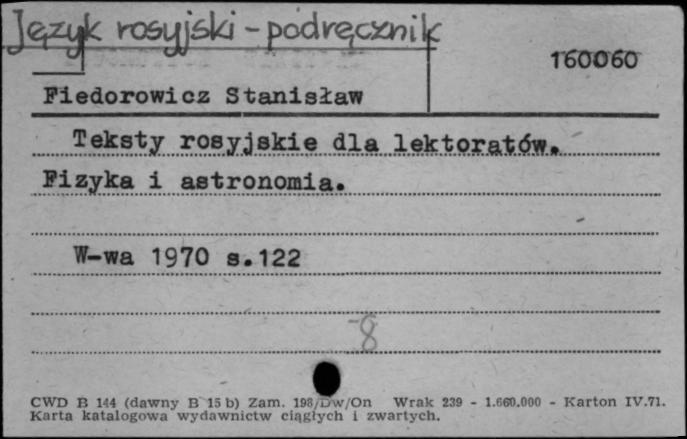 Język rosyjski - podręcznik
160060
Fiedorowicz Stanisław
Teksty rosyjskie dla lektoratów.
Fizyka i astronomia.
W-wa 1970 s.122
-8
CWD B 144 (dawny B 15 b) Zam. 198/Dw/On Wrak 239 - 1.660.000 - Karton IV.71.
Karta katalogowa wydawnictw ciągłych i zwartych.